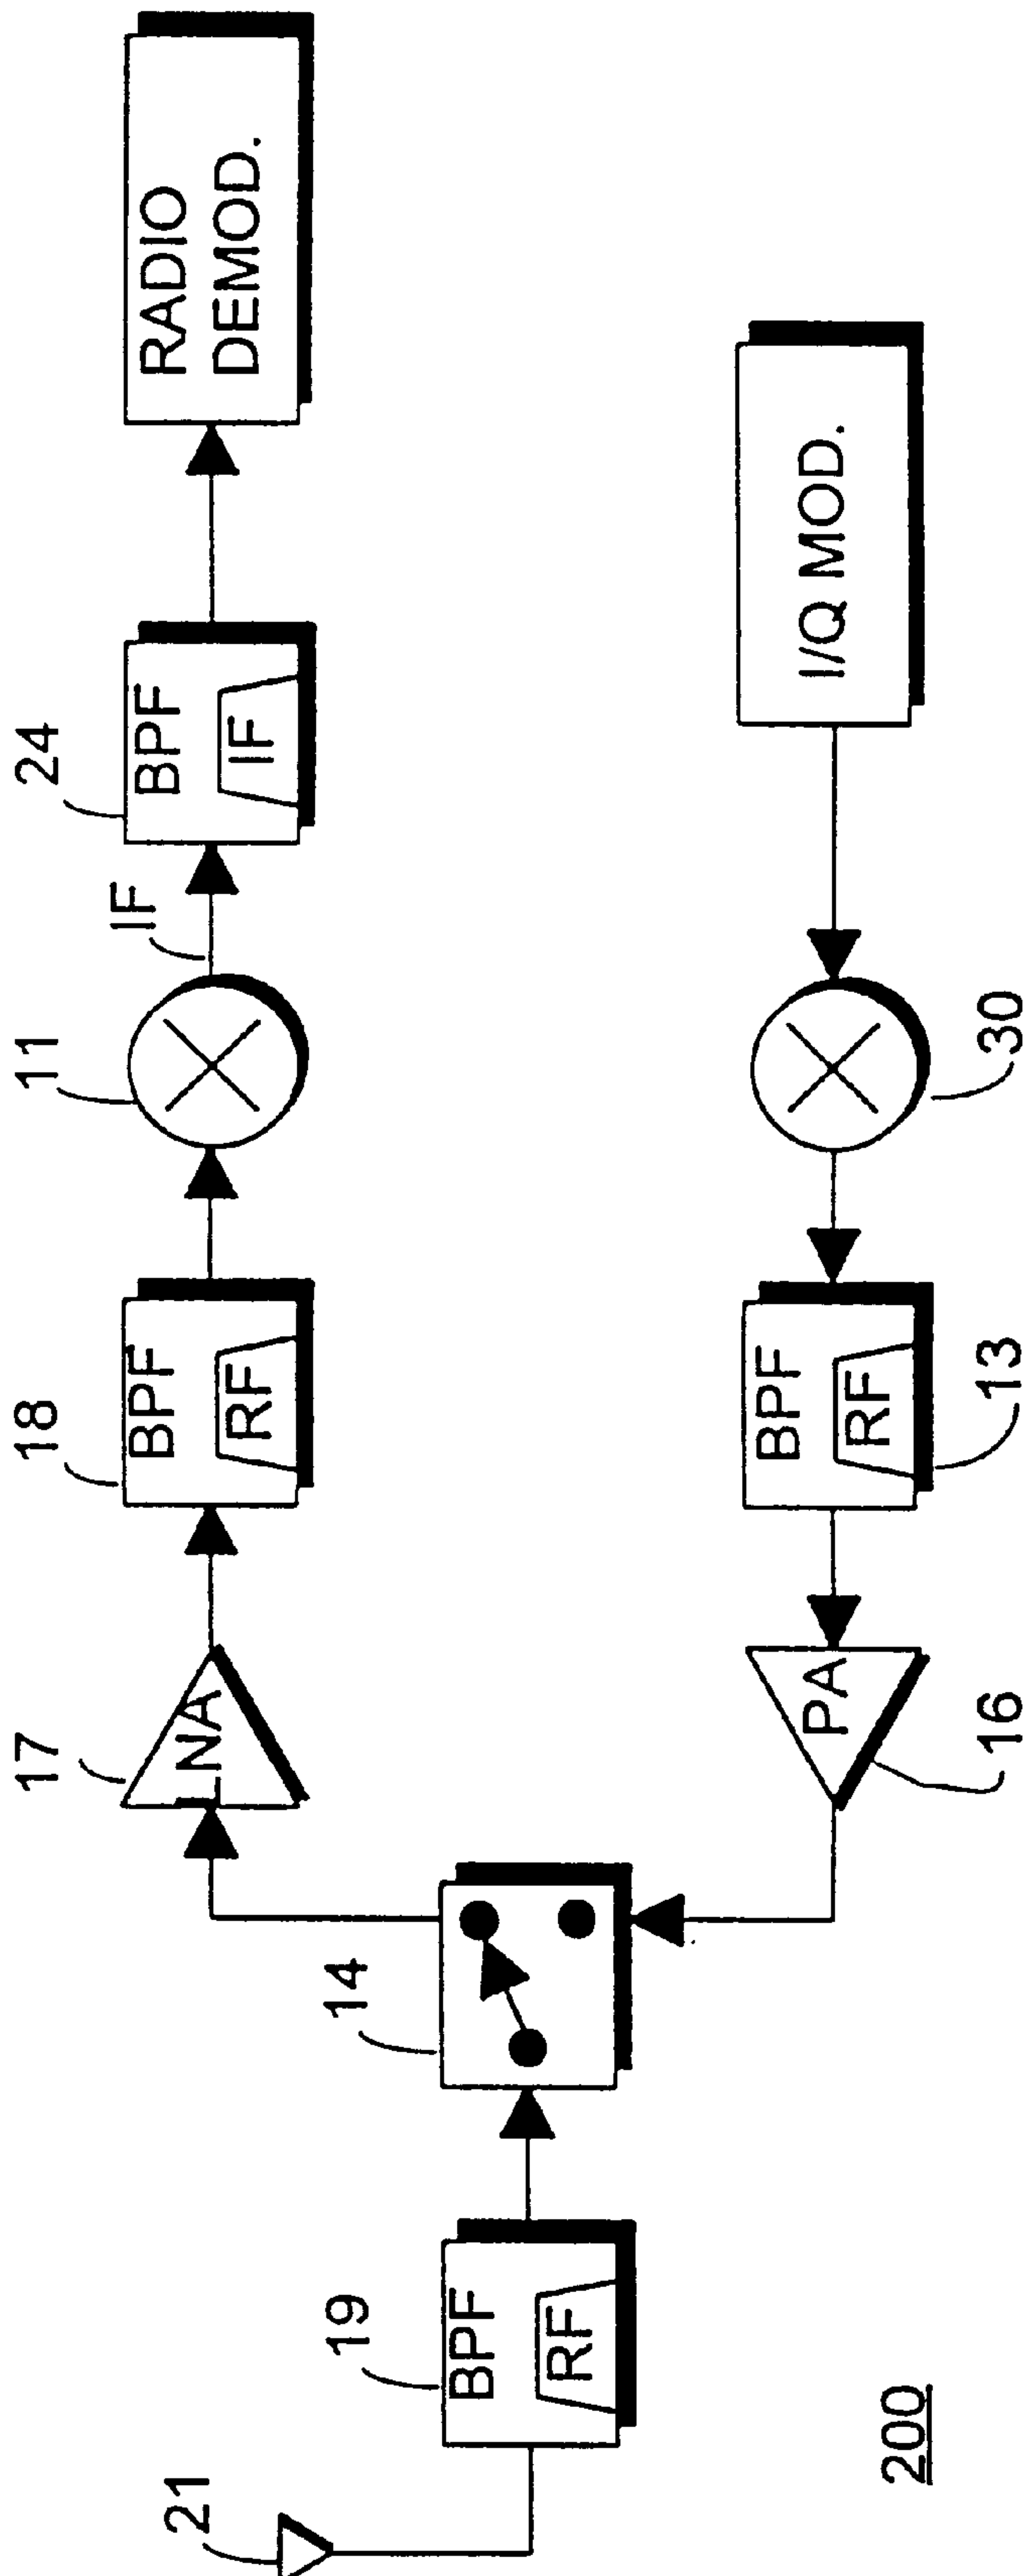 21
19
BPF
RF
14
17
LNA
18
BPF
RF
11
IF
24
BPF
IF
RADIO
DEMOD.
16
PA
13
BPF
RF
30
I/Q MOD.
200